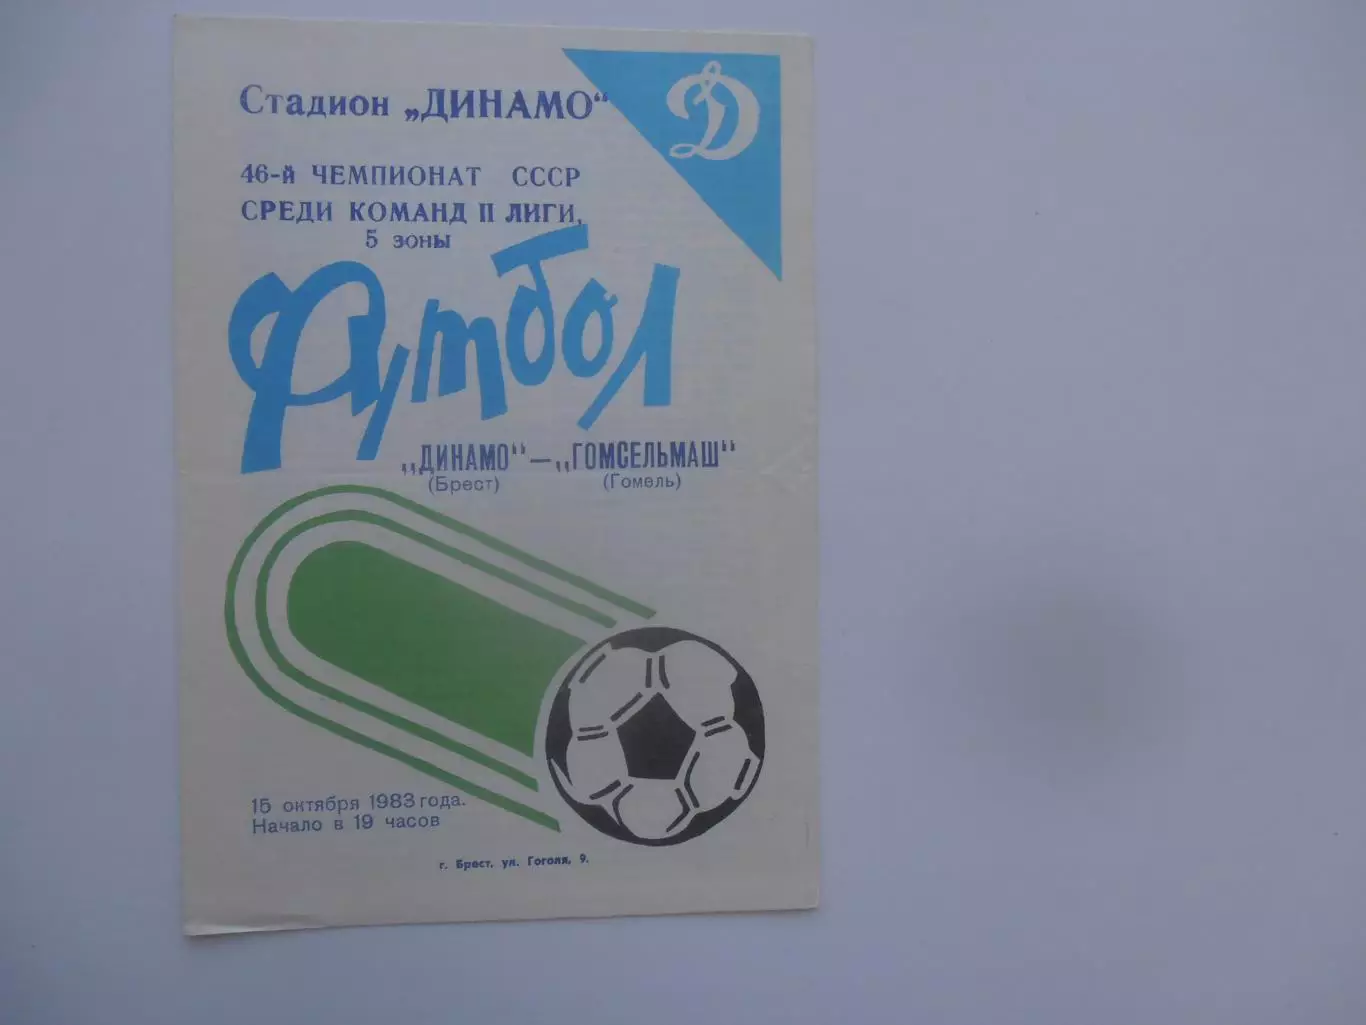 Стадион „ДИНАМО"
46-й ЧЕМПИОНАТ СССР
СРЕДИ КОМАНД II ЛИГИ,
5 зоны
Футбол
„ДИНАМО" — „ГОМСЕЛЬМАШ"
(Брест) (Гомель)
15 октября 1983 года.
Начало в 19 часов
г. Брест, ул. Гоголя, 9.